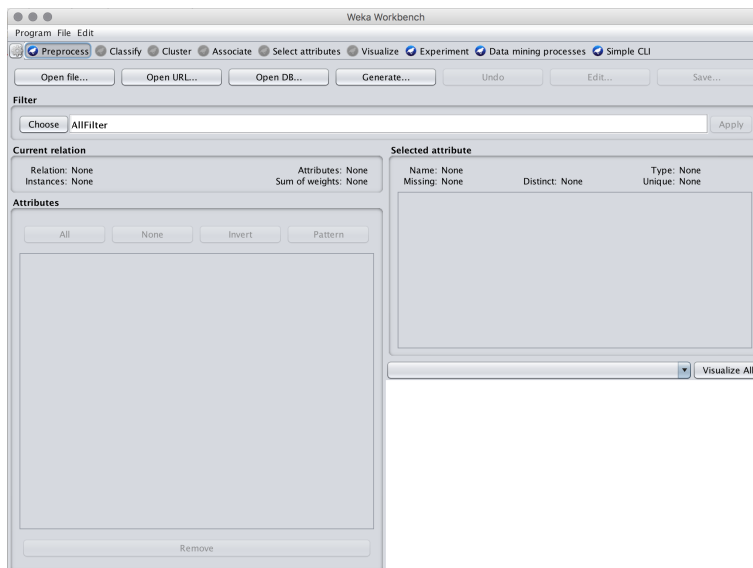 Weka Workbench
Program File Edit
Preprocess Classify Cluster Associate Select attributes Visualize Experiment Data mining processes Simple CLI
Open file... Open URL... Open DB... Generate... Undo Edit... Save...
Filter
Choose AllFilter Apply
Current relation
Relation: None Attributes: None
Instances: None Sum of weights: None
Selected attribute
Name: None Type: None
Missing: None Distinct: None Unique: None
Attributes
All None Invert Pattern
Visualize All
Remove